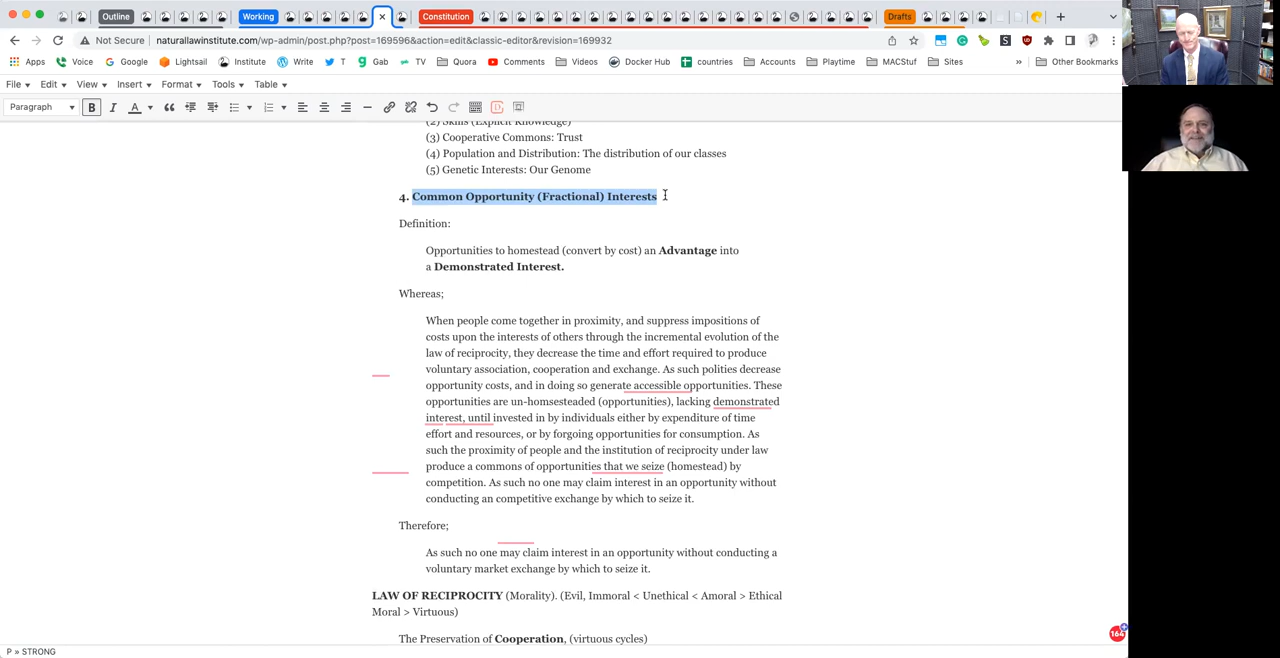 Outline
Working
Constitution
Drafts
Not Secure
naturallawinstitute.com/wp-admin/post.php?post=169596&action=edit&classic-editor&revision=169932
Apps Voice Google Lightsail Institute Write T Gab TV Quora Comments Videos Docker Hub countries Accounts Playtime MACStuf Sites » Other Bookmarks
File Edit View Insert Format Tools Table
Paragraph B I A
(2) Skills (Explicit Knowledge)
(3) Cooperative Commons: Trust
(4) Population and Distribution: The distribution of our classes
(5) Genetic Interests: Our Genome
4. Common Opportunity (Fractional) Interests
Definition:
Opportunities to homestead (convert by cost) an Advantage into
a Demonstrated Interest.
Whereas;
When people come together in proximity, and suppress impositions of
costs upon the interests of others through the incremental evolution of the
law of reciprocity, they decrease the time and effort required to produce
voluntary association, cooperation and exchange. As such polities decrease
opportunity costs, and in doing so generate accessible opportunities. These
opportunities are un-homsesteaded (opportunities), lacking demonstrated
interest, until invested in by individuals either by expenditure of time
effort and resources, or by forgoing opportunities for consumption. As
such the proximity of people and the institution of reciprocity under law
produce a commons of opportunities that we seize (homestead) by
competition. As such no one may claim interest in an opportunity without
conducting an competitive exchange by which to seize it.
Therefore;
As such no one may claim interest in an opportunity without conducting a
voluntary market exchange by which to seize it.
LAW OF RECIPROCITY (Morality). (Evil, Immoral < Unethical < Amoral > Ethical
Moral > Virtuous)
The Preservation of Cooperation, (virtuous cycles)
164
P » STRONG